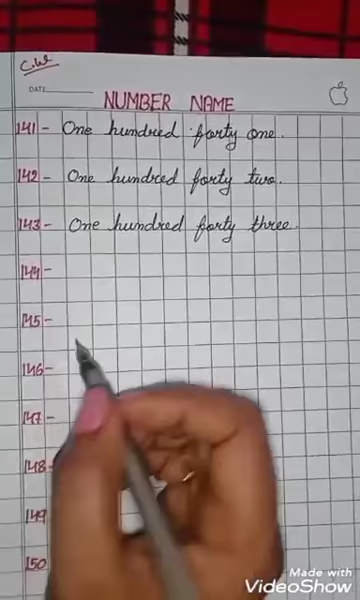 C.W
DATE
NUMBER NAME
141 - One hundred forty one.
142 - One hundred forty two.
143 - One hundred forty three.
144 -
145 -
146 -
147 -
148 -
149
150
Made with
VideoShow